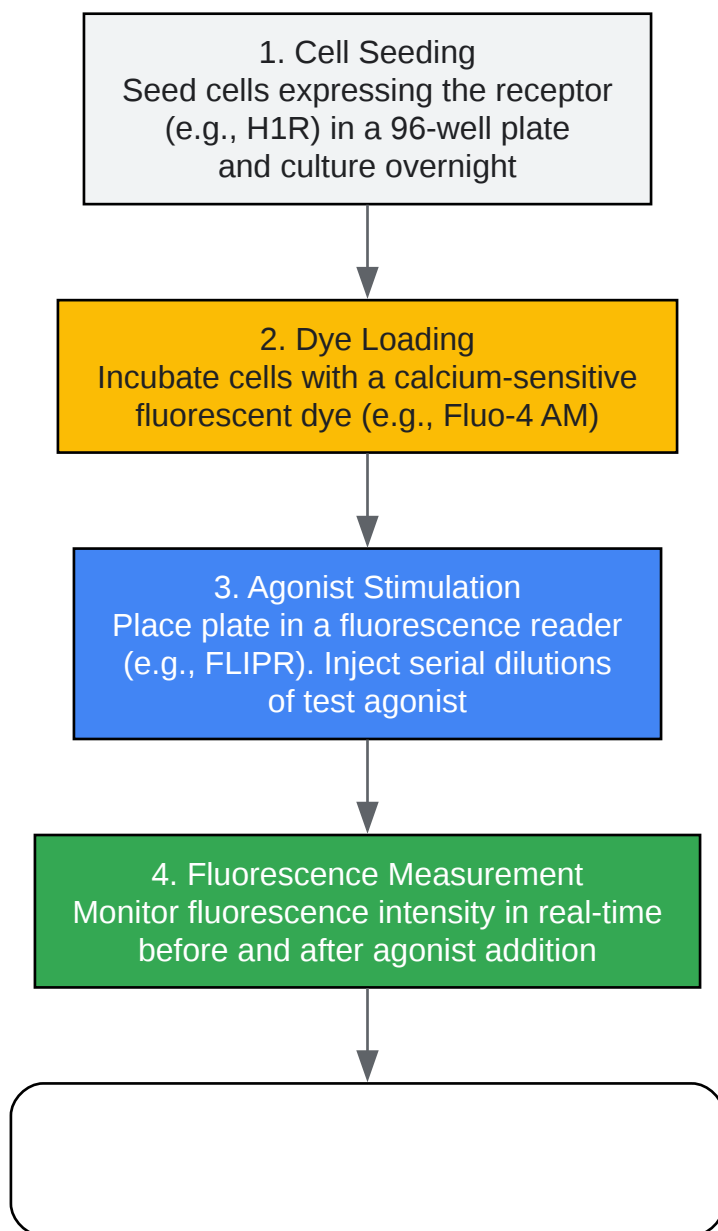 1. Cell Seeding
Seed cells expressing the receptor
(e.g., H1R) in a 96-well plate
and culture overnight
2. Dye Loading
Incubate cells with a calcium-sensitive
fluorescent dye (e.g., Fluo-4 AM)
3. Agonist Stimulation
Place plate in a fluorescence reader
(e.g., FLIPR). Inject serial dilutions
of test agonist
4. Fluorescence Measurement
Monitor fluorescence intensity in real-time
before and after agonist addition